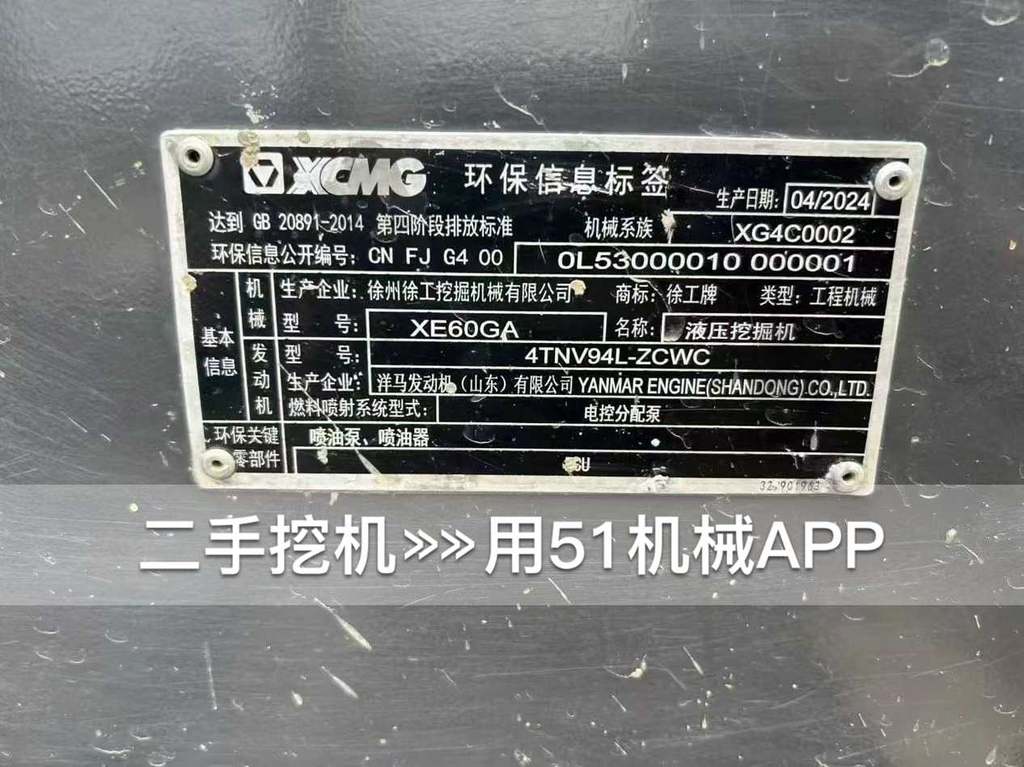 XCMG 环保信息标签
生产日期: 04/2024
达到 GB 20891-2014 第四阶段排放标准 机械系族 XG4C0002
环保信息公开编号: CN FJ G4 00 0L53000010 000001
基本信息
机械
生产企业: 徐州徐工挖掘机械有限公司 商标: 徐工牌 类型: 工程机械
型 号: XE60GA 名称: 液压挖掘机
发动机
型 号: 4TNV94L-ZCWC
生产企业: 洋马发动机(山东)有限公司 YANMAR ENGINE(SHANDONG).CO.,LTD.
燃料喷射系统型式: 电控分配泵
环保关键零部件
喷油泵、喷油器
二手挖机»»用51机械APP